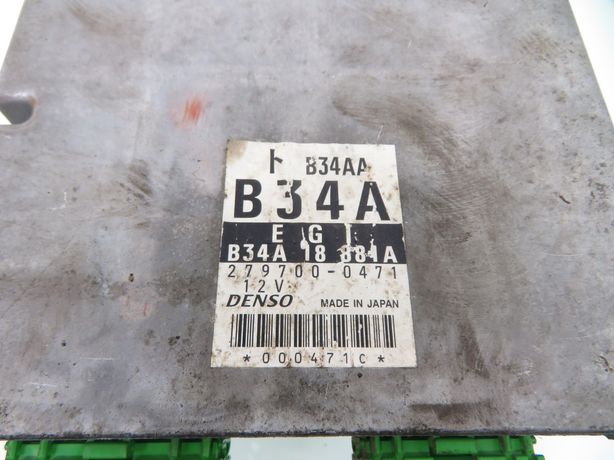 B34AA
B34A
E G I
B34A 18 881A
279700-0471
12V
DENSO MADE IN JAPAN
*000471C*